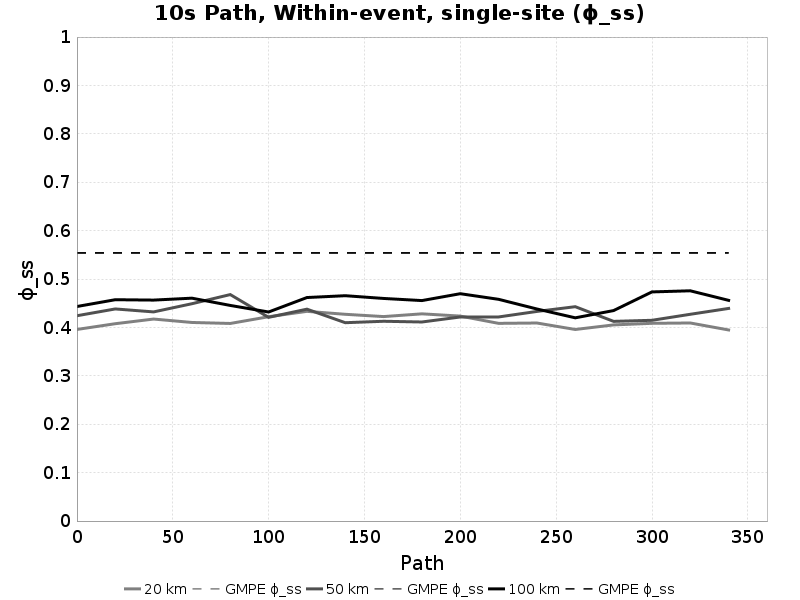 10s Path, Within-event, single-site (ϕ_ss)
1
0.9
0.8
0.7
0.6
0.5
0.4
0.3
0.2
0.1
0
ϕ_ss
0 50 100 150 200 250 300 350
Path
20 km GMPE ϕ_ss 50 km GMPE ϕ_ss 100 km GMPE ϕ_ss